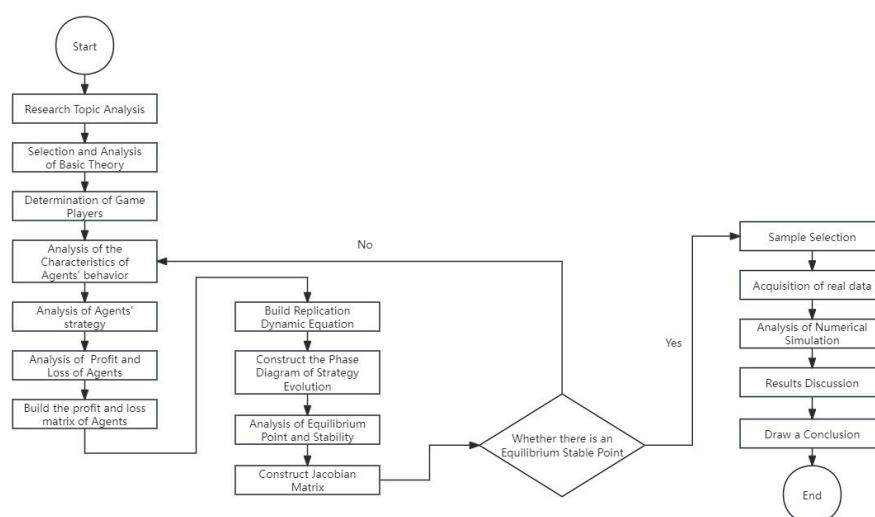 Start
Research Topic Analysis
Selection and Analysis
of Basic Theory
Determination of Game
Players
Analysis of the
Characteristics of
Agents' behavior
Analysis of Agents'
strategy
Analysis of Profit and
Loss of Agents
Build the profit and loss
matrix of Agents
Build Replication
Dynamic Equation
Construct the Phase
Diagram of Strategy
Evolution
Analysis of Equilibrium
Point and Stability
Construct Jacobian
Matrix
Whether there is an
Equilibrium Stable Point
No
Yes
Sample Selection
Acquisition of real data
Analysis of Numerical
Simulation
Results Discussion
Draw a Conclusion
End